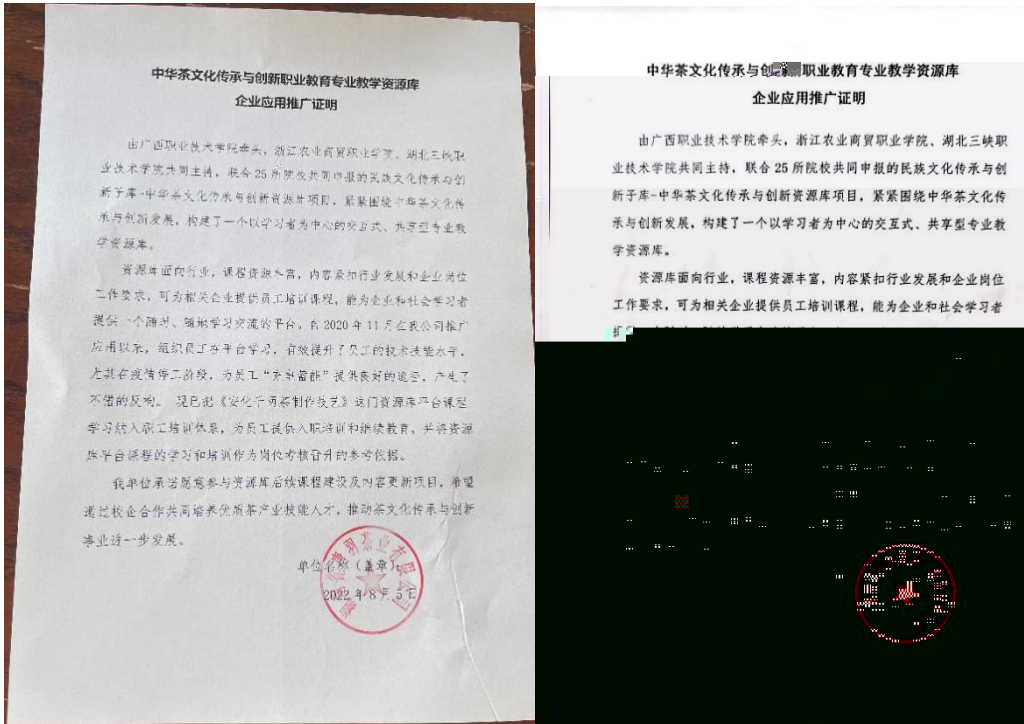 中华茶文化传承与创新职业教育专业教学资源库
企业应用推广证明
由广西职业技术学院牵头，浙江农业商贸职业学院、湖北三峡职
业技术学院共同主持，联合25所院校共同申报的民族文化传承与创
新子库-中华茶文化传承与创新资源库项目，紧紧围绕中华茶文化传
承与创新发展，构建了一个以学习者为中心的交互式、共享型专业教
学资源库。
资源库面向行业，课程资源丰富，内容紧扣行业发展和企业岗位
工作要求，可为相关企业提供员工培训课程，能为企业和社会学习者
提供一个随时、随地学习交流的平台，自2020年11月在我公司推广
应用以来，组织员工在平台学习，有效提升了员工的技术技能水平，
尤其在疫情停工阶段，为员工“充电蓄能”提供良好的途径，产生了
不错的反响。 现已把《安化千两茶制作技艺》这门资源库平台课程
学习纳入职工培训体系，为员工提供入职培训和继续教育，并将资源
库平台课程的学习和培训作为岗位考核晋升的参考依据。
我单位承诺愿意参与资源库后续课程建设及内容更新项目，希望
通过校企合作共同培养优质茶产业技能人才，推动茶文化传承与创新
事业进一步发展。
单位名称（盖章）
2022年8月5日
茶业有限公司
中华茶文化传承与创 职业教育专业教学资源库
企业应用推广证明
由广西职业技术学院牵头，浙江农业商贸职业学院、湖北三峡职
业技术学院共同主持，联合25所院校共同申报的民族文化传承与创
新子库-中华茶文化传承与创新资源库项目，紧紧围绕中华茶文化传
承与创新发展，构建了一个以学习者为中心的交互式、共享型专业教
学资源库。
资源库面向行业，课程资源丰富，内容紧扣行业发展和企业岗位
工作要求，可为相关企业提供员工培训课程，能为企业和社会学习者